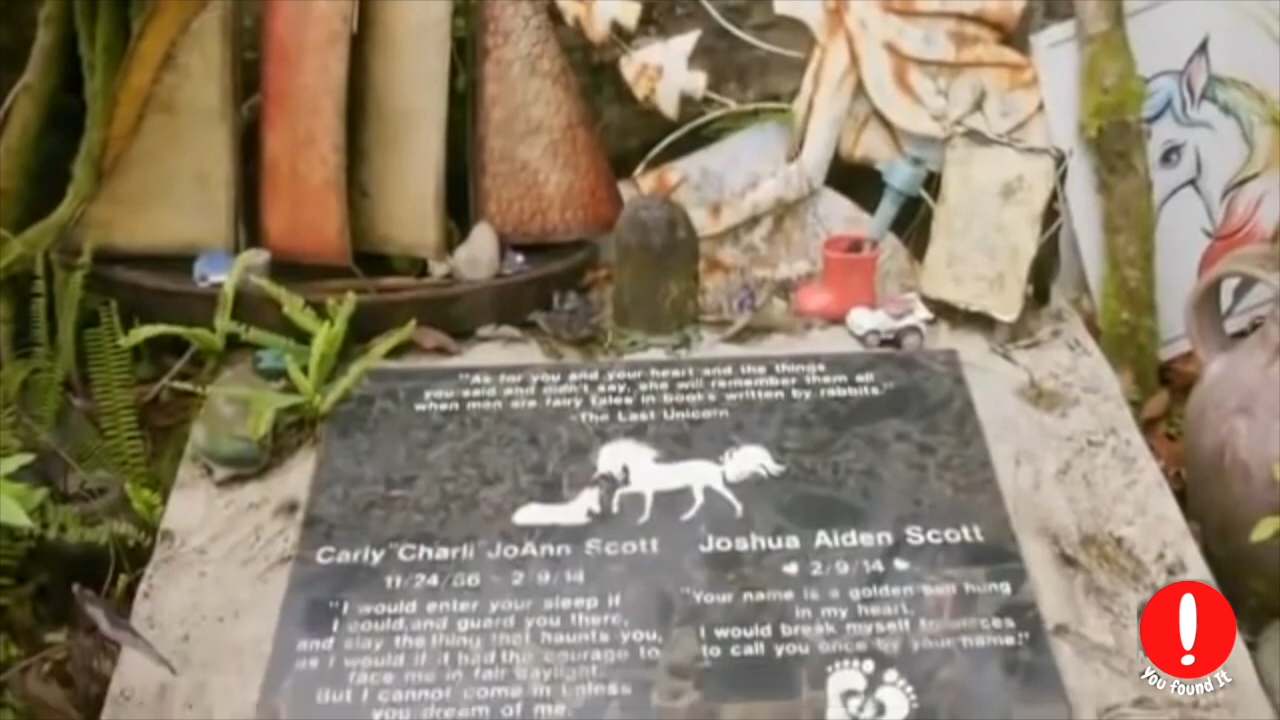 "As for you and your heart and the things
you said and didn't say, she will remember them all
when men are fairy tales in books written by rabbits."
-The Last Unicorn
Carly "Charli" JoAnn Scott
11/24/86 - 2/9/14
"I would enter your sleep if
I could, and guard you there,
and slay the thing that haunts you,
as I would if it had the courage to
face me in fair daylight.
But I cannot come in unless
you dream of me.
Joshua Aiden Scott
2/9/14
"Your name is a golden bell hung
in my heart.
I would break myself to pieces
to call you once by your name."
You found It